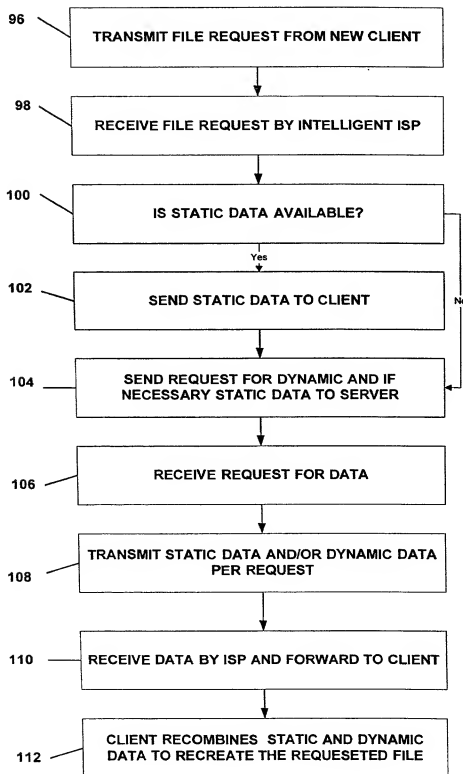 96
TRANSMIT FILE REQUEST FROM NEW CLIENT
98
RECEIVE FILE REQUEST BY INTELLIGENT ISP
100
IS STATIC DATA AVAILABLE?
Yes
No
102
SEND STATIC DATA TO CLIENT
104
SEND REQUEST FOR DYNAMIC AND IF
NECESSARY STATIC DATA TO SERVER
106
RECEIVE REQUEST FOR DATA
108
TRANSMIT STATIC DATA AND/OR DYNAMIC DATA
PER REQUEST
110
RECEIVE DATA BY ISP AND FORWARD TO CLIENT
112
CLIENT RECOMBINES STATIC AND DYNAMIC
DATA TO RECREATE THE REQUESETED FILE